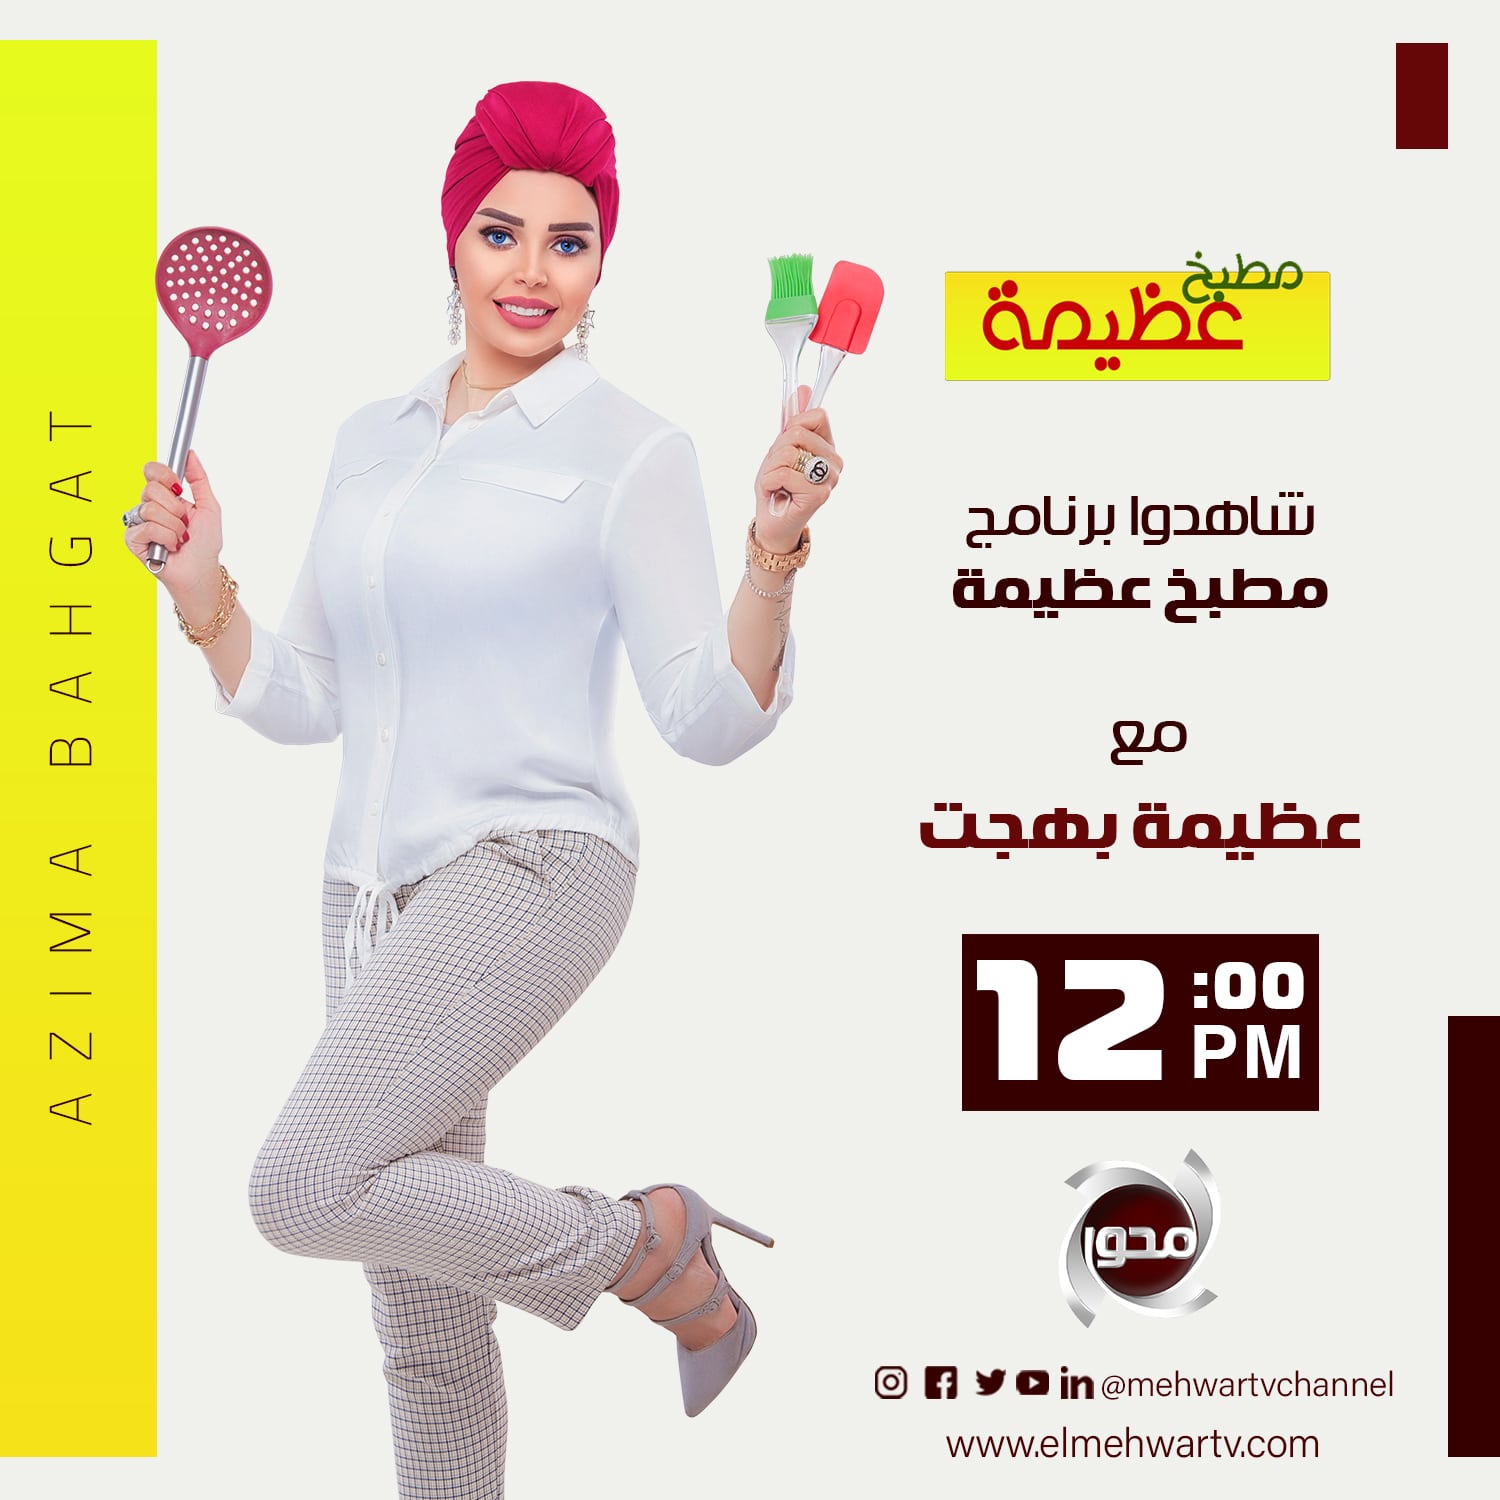 AZIMA BAHGAT
مطبخ
عظيمة
شاهدوا برنامج
مطبخ عظيمة
مع
عظيمة بهجت
12:00
PM
محور
@mehwartvchannel
www.elmehwartv.com